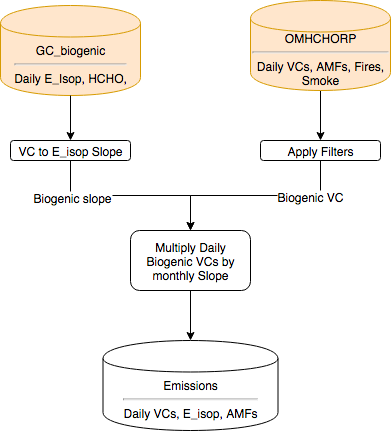 GC_biogenic
Daily E_Isop, HCHO,
OMHCHORP
Daily VCs, AMFs, Fires,
Smoke
VC to E_isop Slope
Apply Filters
Biogenic slope
Biogenic VC
Multiply Daily
Biogenic VCs by
monthly Slope
Emissions
Daily VCs, E_isop, AMFs